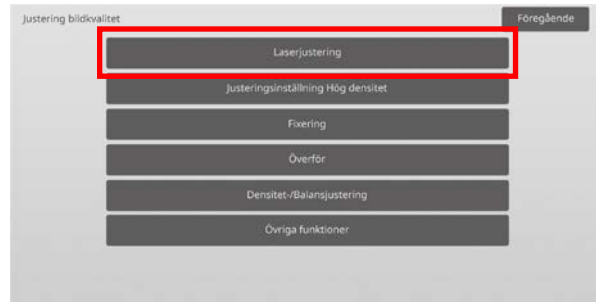 Justering bildkvalitet
Föregående
Laserjustering
Justeringsinställning Hög densitet
Fixering
Överför
Densitet-/Balansjustering
Övriga funktioner